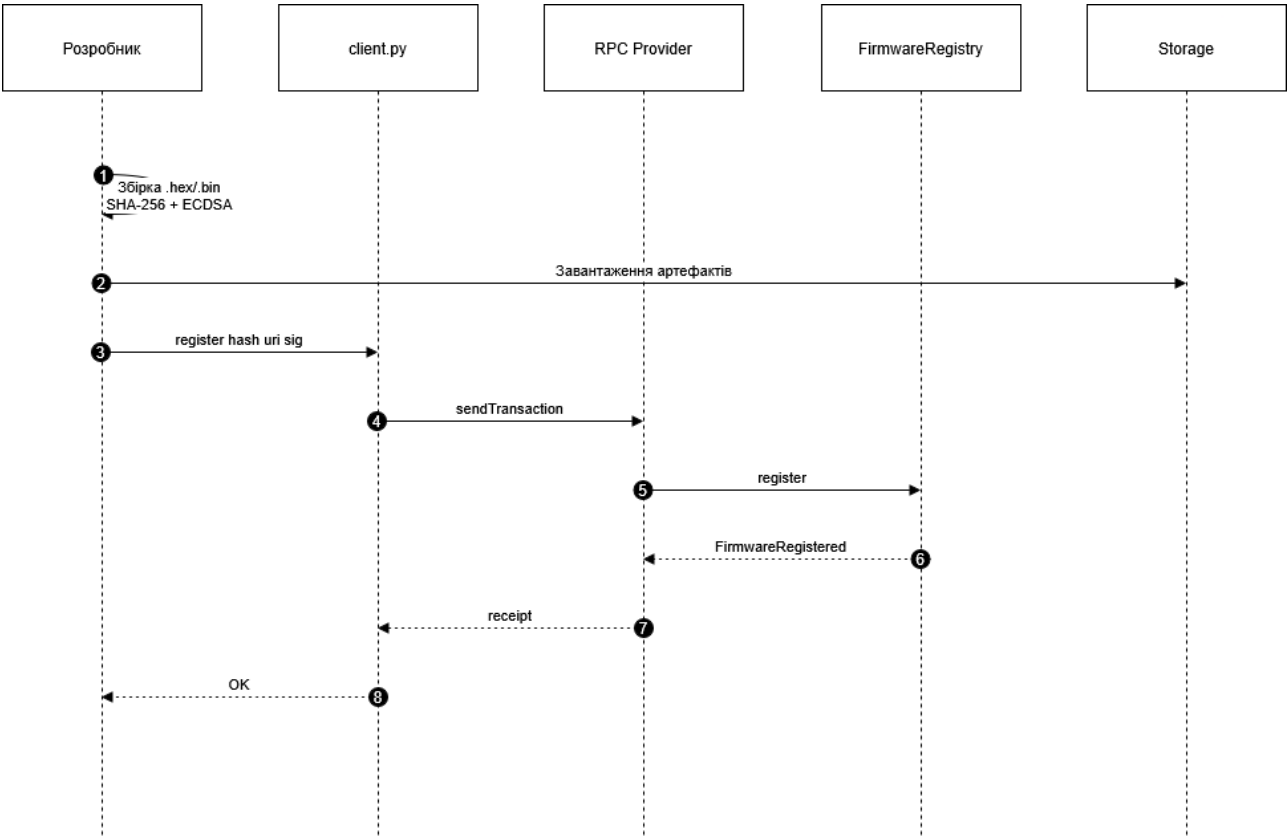 Розробник
client.py
RPC Provider
FirmwareRegistry
Storage
1
Збірка .hex/.bin
SHA-256 + ECDSA
2
Завантаження артефактів
3
register hash uri sig
4
sendTransaction
5
register
FirmwareRegistered
6
receipt
7
OK
8